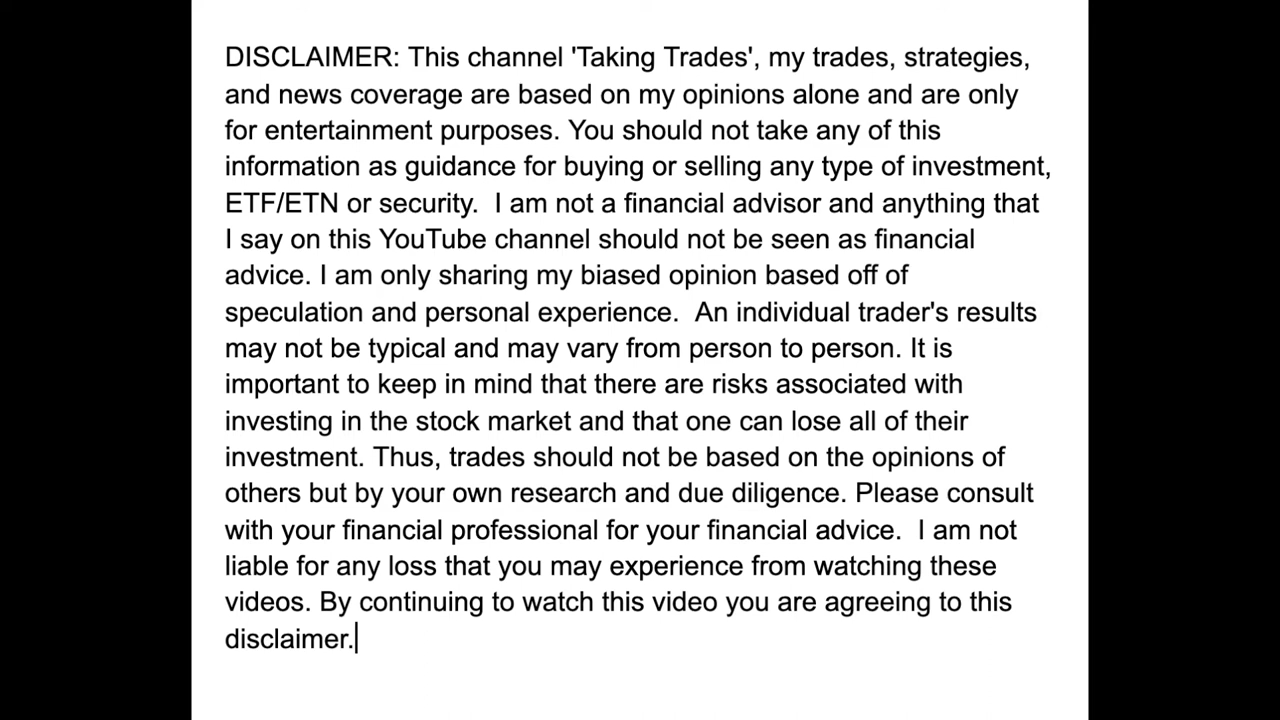 DISCLAIMER: This channel 'Taking Trades', my trades, strategies,
and news coverage are based on my opinions alone and are only
for entertainment purposes. You should not take any of this
information as guidance for buying or selling any type of investment,
ETF/ETN or security.  I am not a financial advisor and anything that
I say on this YouTube channel should not be seen as financial
advice. I am only sharing my biased opinion based off of
speculation and personal experience.  An individual trader's results
may not be typical and may vary from person to person. It is
important to keep in mind that there are risks associated with
investing in the stock market and that one can lose all of their
investment. Thus, trades should not be based on the opinions of
others but by your own research and due diligence. Please consult
with your financial professional for your financial advice.  I am not
liable for any loss that you may experience from watching these
videos. By continuing to watch this video you are agreeing to this
disclaimer.